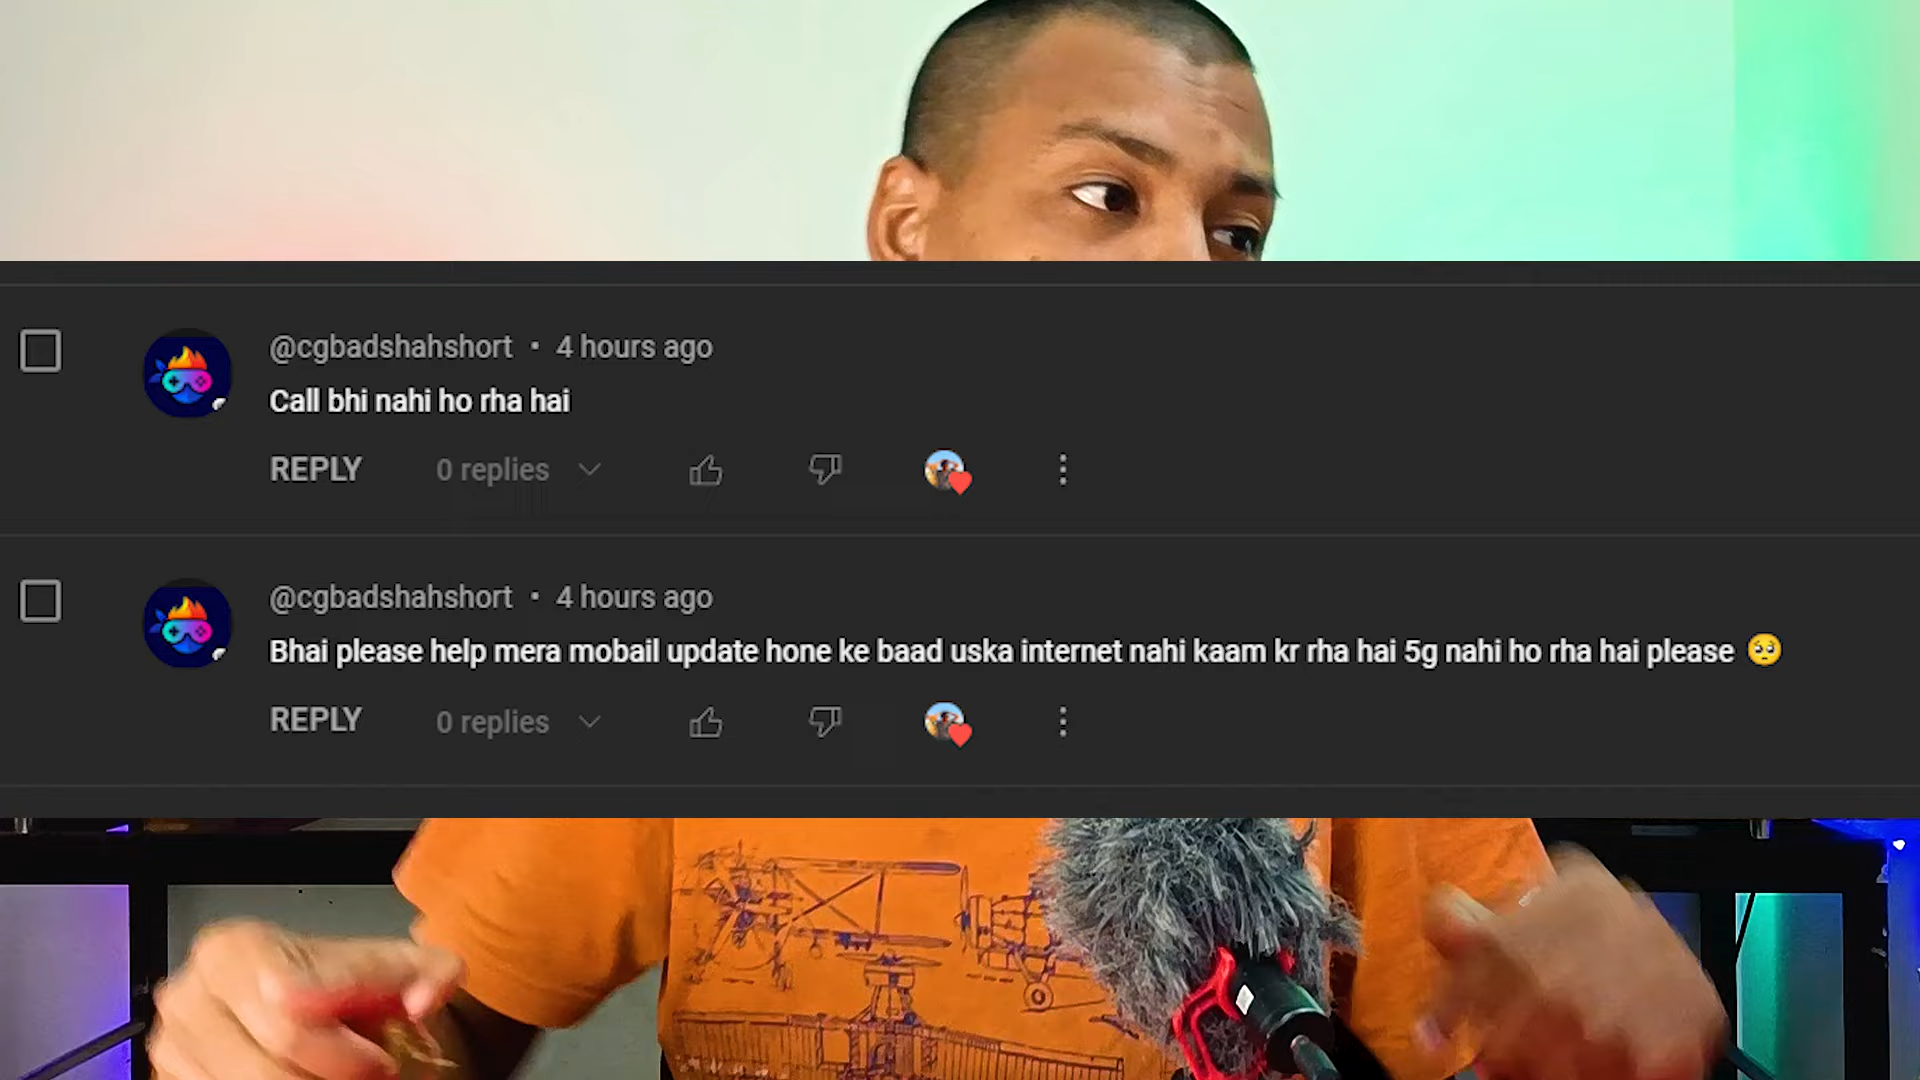 @cgbadshahshort • 4 hours ago
Call bhi nahi ho rha hai
REPLY 0 replies
@cgbadshahshort • 4 hours ago
Bhai please help mera mobail update hone ke baad uska internet nahi kaam kr rha hai 5g nahi ho rha hai please 🥺
REPLY 0 replies